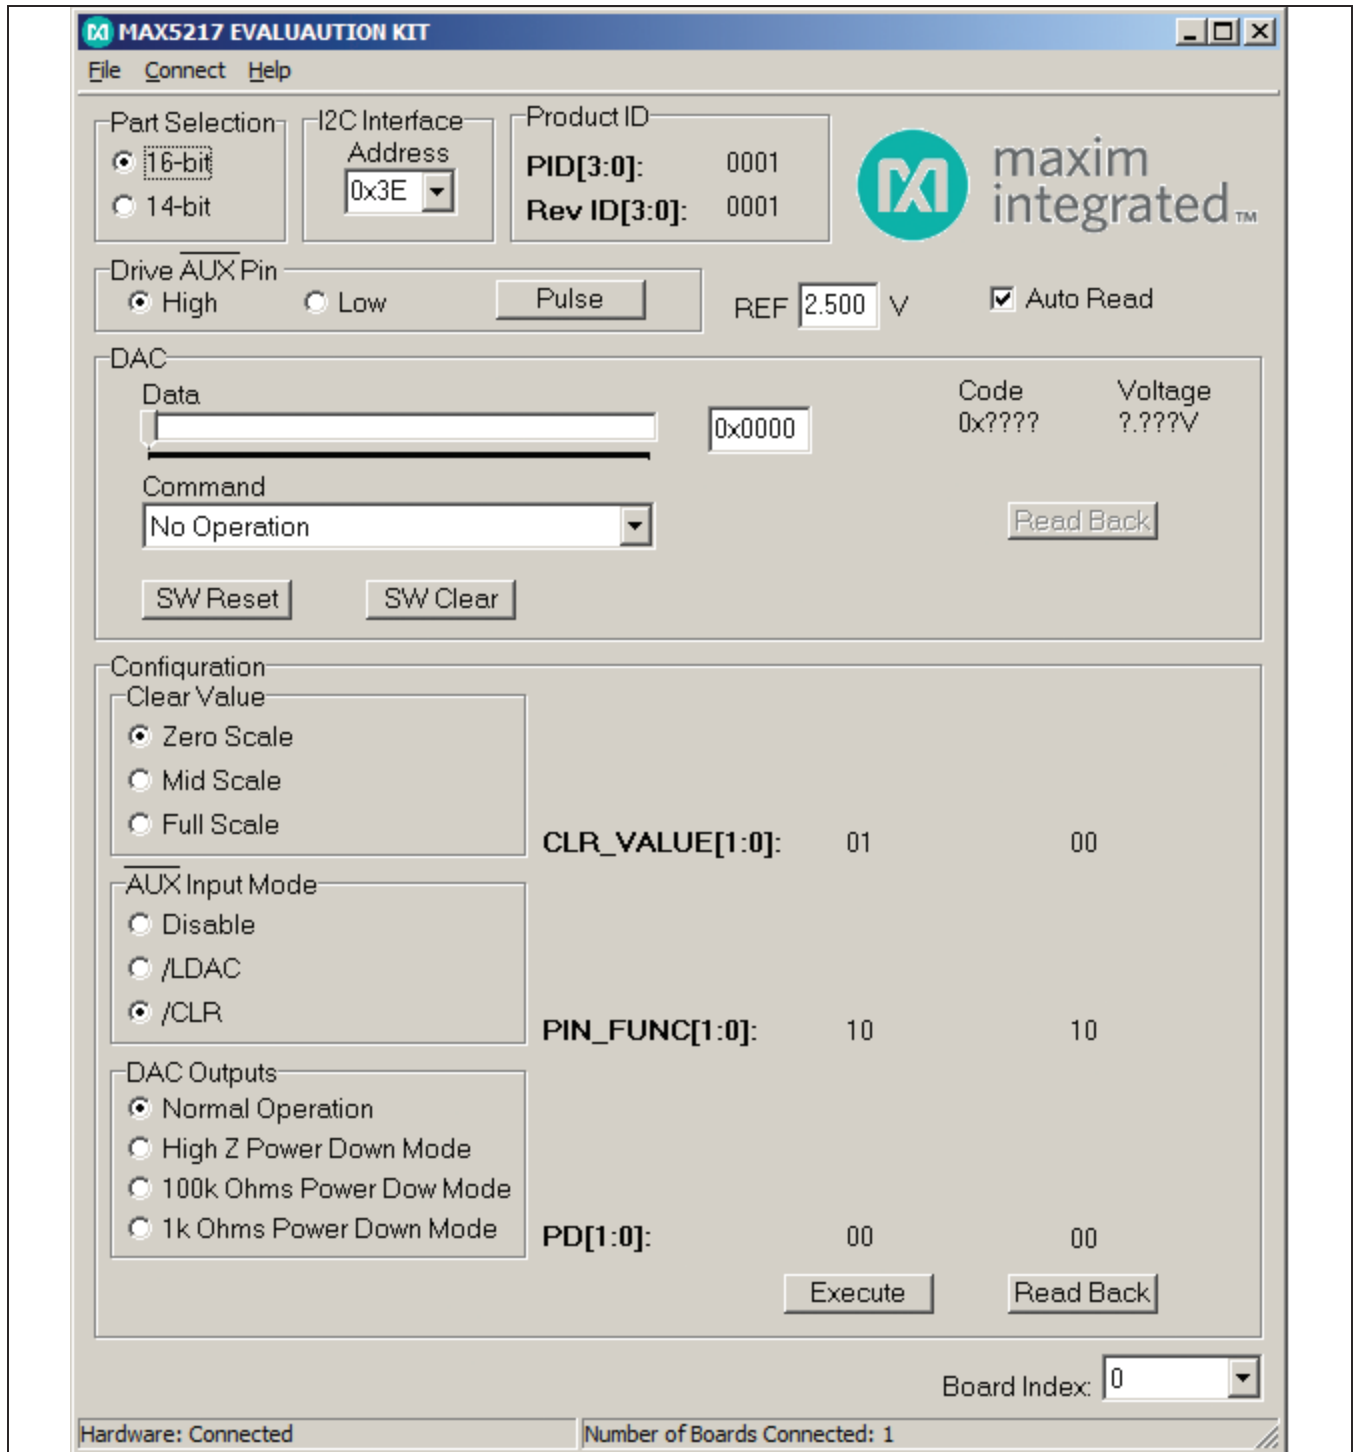 MAX5217 EVALUAUTION KIT
File Connect Help
Part Selection
16-bit
14-bit
I2C Interface
Address
0x3E
Product ID
PID[3:0]: 0001
Rev ID[3:0]: 0001
maxim
integrated™
Drive AUX Pin
High Low Pulse
REF 2.500 V
Auto Read
DAC
Data
0x0000
Code Voltage
0x???? ?.???V
Command
No Operation
Read Back
SW Reset SW Clear
Configuration
Clear Value
Zero Scale
Mid Scale
Full Scale
CLR_VALUE[1:0]: 01 00
AUX Input Mode
Disable
/LDAC
/CLR
PIN_FUNC[1:0]: 10 10
DAC Outputs
Normal Operation
High Z Power Down Mode
100k Ohms Power Dow Mode
1k Ohms Power Down Mode
PD[1:0]: 00 00
Execute Read Back
Board Index: 0
Hardware: Connected Number of Boards Connected: 1